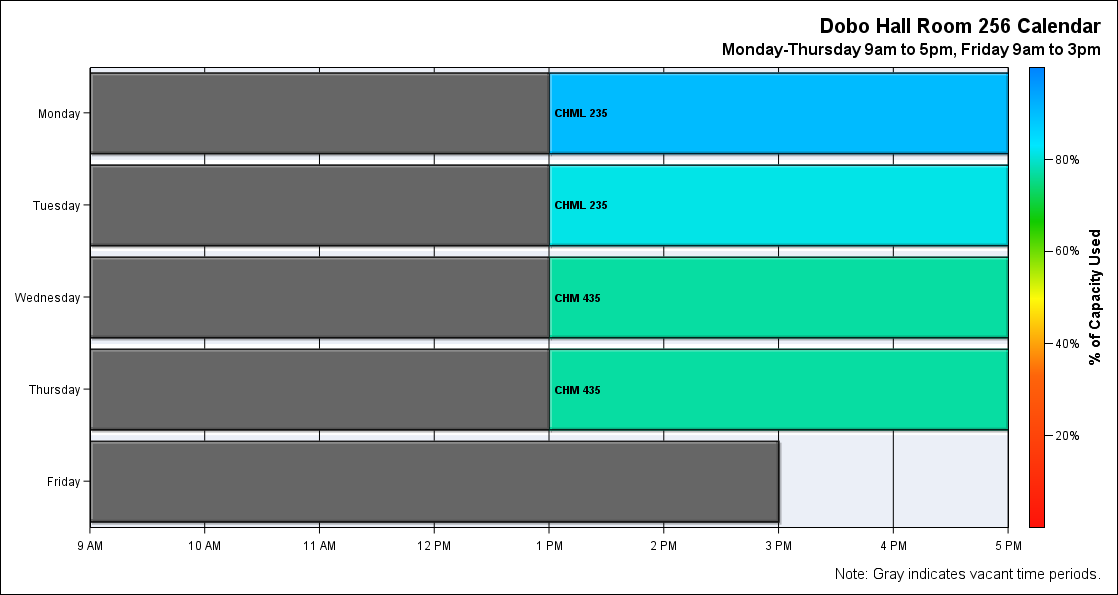 Dobo Hall Room 256 Calendar
Monday-Thursday 9am to 5pm, Friday 9am to 3pm
Monday
CHML 235
80%
Tuesday
CHML 235
Wednesday
CHM 435
60%
% of Capacity Used
40%
Thursday
CHM 435
20%
Friday
9 AM 10 AM 11 AM 12 PM 1 PM 2 PM 3 PM 4 PM 5 PM
Note: Gray indicates vacant time periods.